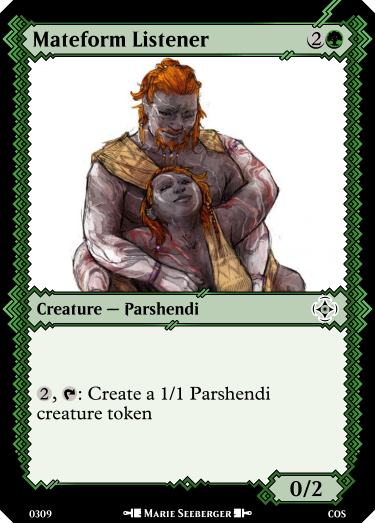 Mateform Listener 2
Creature — Parshendi
2, : Create a 1/1 Parshendi
creature token
0/2
0309 Marie Seeberger COS